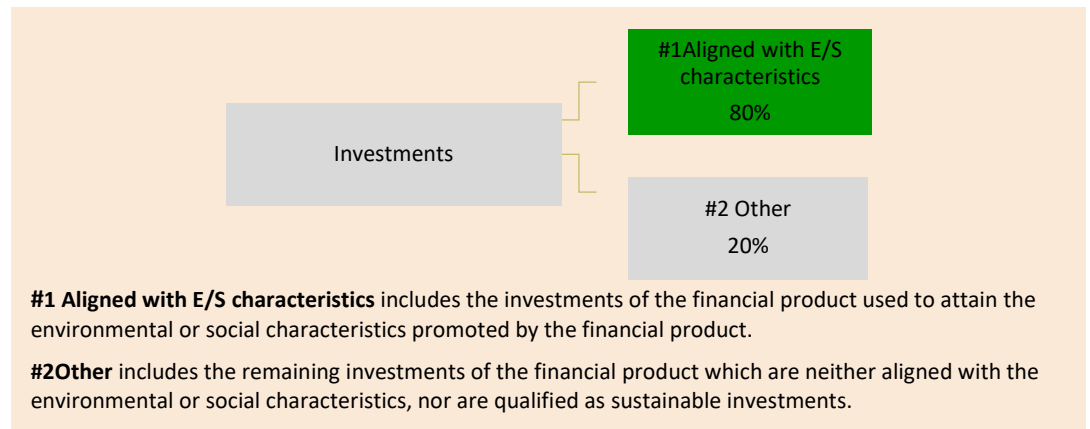 #1Aligned with E/S
characteristics
80%
Investments
#2 Other
20%
#1 Aligned with E/S characteristics includes the investments of the financial product used to attain the
environmental or social characteristics promoted by the financial product.
#2Other includes the remaining investments of the financial product which are neither aligned with the
environmental or social characteristics, nor are qualified as sustainable investments.